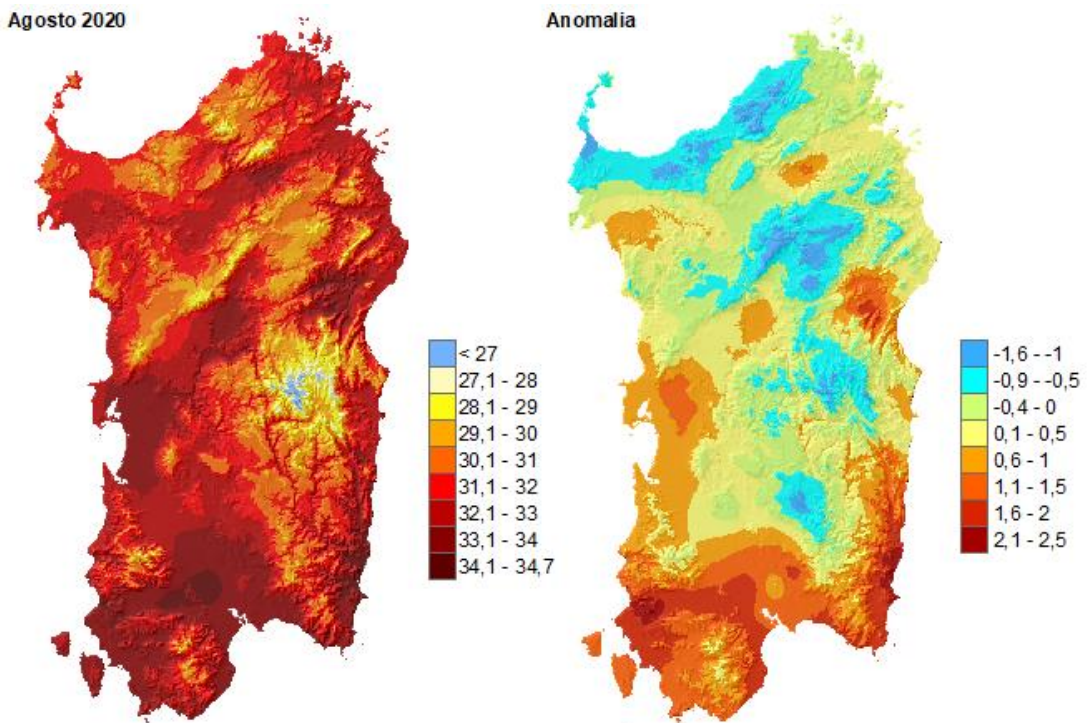 Agosto 2020
Anomalia
< 27
27,1 - 28
28,1 - 29
29,1 - 30
30,1 - 31
31,1 - 32
32,1 - 33
33,1 - 34
34,1 - 34,7
-1,6 - -1
-0,9 - -0,5
-0,4 - 0
0,1 - 0,5
0,6 - 1
1,1 - 1,5
1,6 - 2
2,1 - 2,5